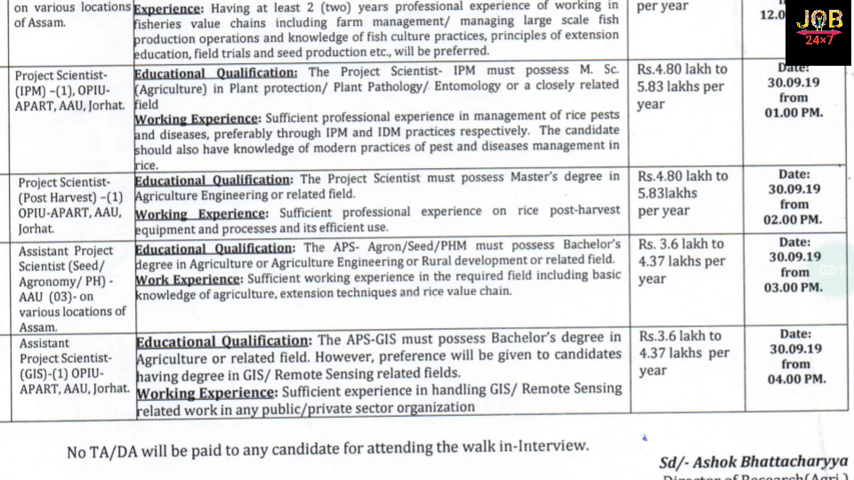 on various locations
of Assam.
Experience: Having at least 2 (two) years professional experience of working in
fisheries value chains including farm management/ managing large scale fish
production operations and knowledge of fish culture practices, principles of extension
education, field trials and seed production etc., will be preferred.
per year
12.0
JOB
24×7
Project Scientist-
(IPM) –(1), OPIU-
APART, AAU, Jorhat.
Educational Qualification: The Project Scientist- IPM must possess M. Sc.
(Agriculture) in Plant protection/ Plant Pathology/ Entomology or a closely related
field
Working Experience: Sufficient professional experience in management of rice pests
and diseases, preferably through IPM and IDM practices respectively. The candidate
should also have knowledge of modern practices of pest and diseases management in
rice.
Rs.4.80 lakh to
5.83 lakhs per
year
Date:
30.09.19
from
01.00 PM.
Project Scientist-
(Post Harvest) –(1)
OPIU-APART, AAU,
Jorhat.
Educational Qualification: The Project Scientist must possess Master's degree in
Agriculture Engineering or related field.
Working Experience: Sufficient professional experience on rice post-harvest
equipment and processes and its efficient use.
Rs.4.80 lakh to
5.83lakhs
per year
Date:
30.09.19
from
02.00 PM.
Assistant Project
Scientist (Seed/
Agronomy/ PH) -
AAU (03)- on
various locations of
Assam.
Educational Qualification: The APS- Agron/Seed/PHM must possess Bachelor's
degree in Agriculture or Agriculture Engineering or Rural development or related field.
Work Experience: Sufficient working experience in the required field including basic
knowledge of agriculture, extension techniques and rice value chain.
Rs. 3.6 lakh to
4.37 lakhs per
year
Date:
30.09.19
from
03.00 PM.
Assistant
Project Scientist-
(GIS)-(1) OPIU-
APART, AAU, Jorhat.
Educational Qualification: The APS-GIS must possess Bachelor's degree in
Agriculture or related field. However, preference will be given to candidates
having degree in GIS/ Remote Sensing related fields.
Working Experience: Sufficient experience in handling GIS/ Remote Sensing
related work in any public/private sector organization
Rs.3.6 lakh to
4.37 lakhs per
year
Date:
30.09.19
from
04.00 PM.
No TA/DA will be paid to any candidate for attending the walk in-Interview.
Sd/- Ashok Bhattacharyya
Director of Research(Agri.)